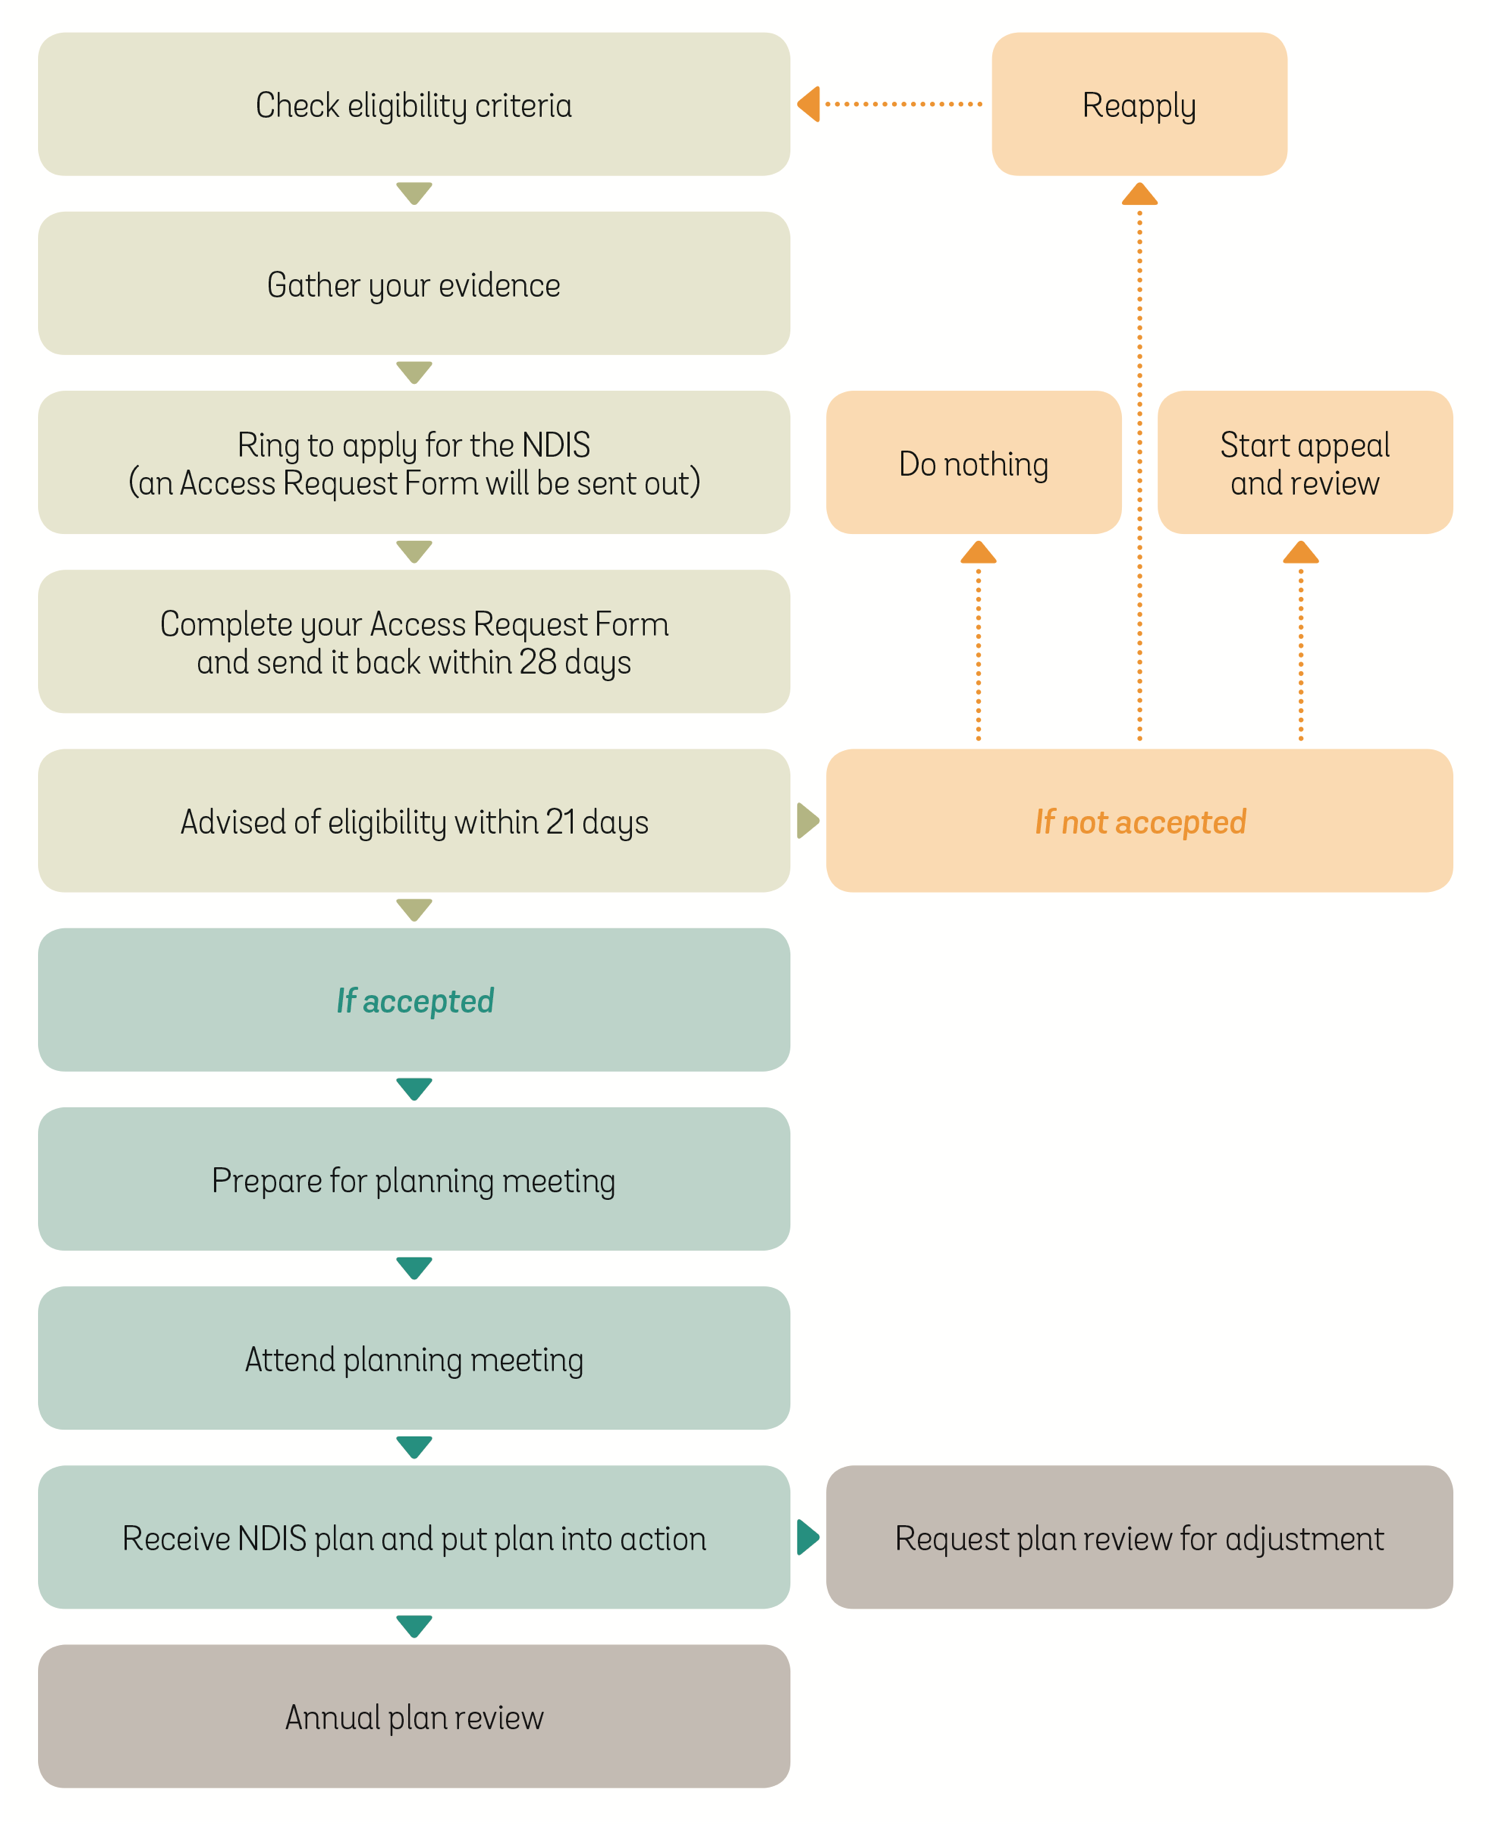 Check eligibility criteria
Reapply
Gather your evidence
Ring to apply for the NDIS
(an Access Request Form will be sent out)
Do nothing
Start appeal
and review
Complete your Access Request Form
and send it back within 28 days
Advised of eligibility within 21 days
If not accepted
If accepted
Prepare for planning meeting
Attend planning meeting
Receive NDIS plan and put plan into action
Request plan review for adjustment
Annual plan review